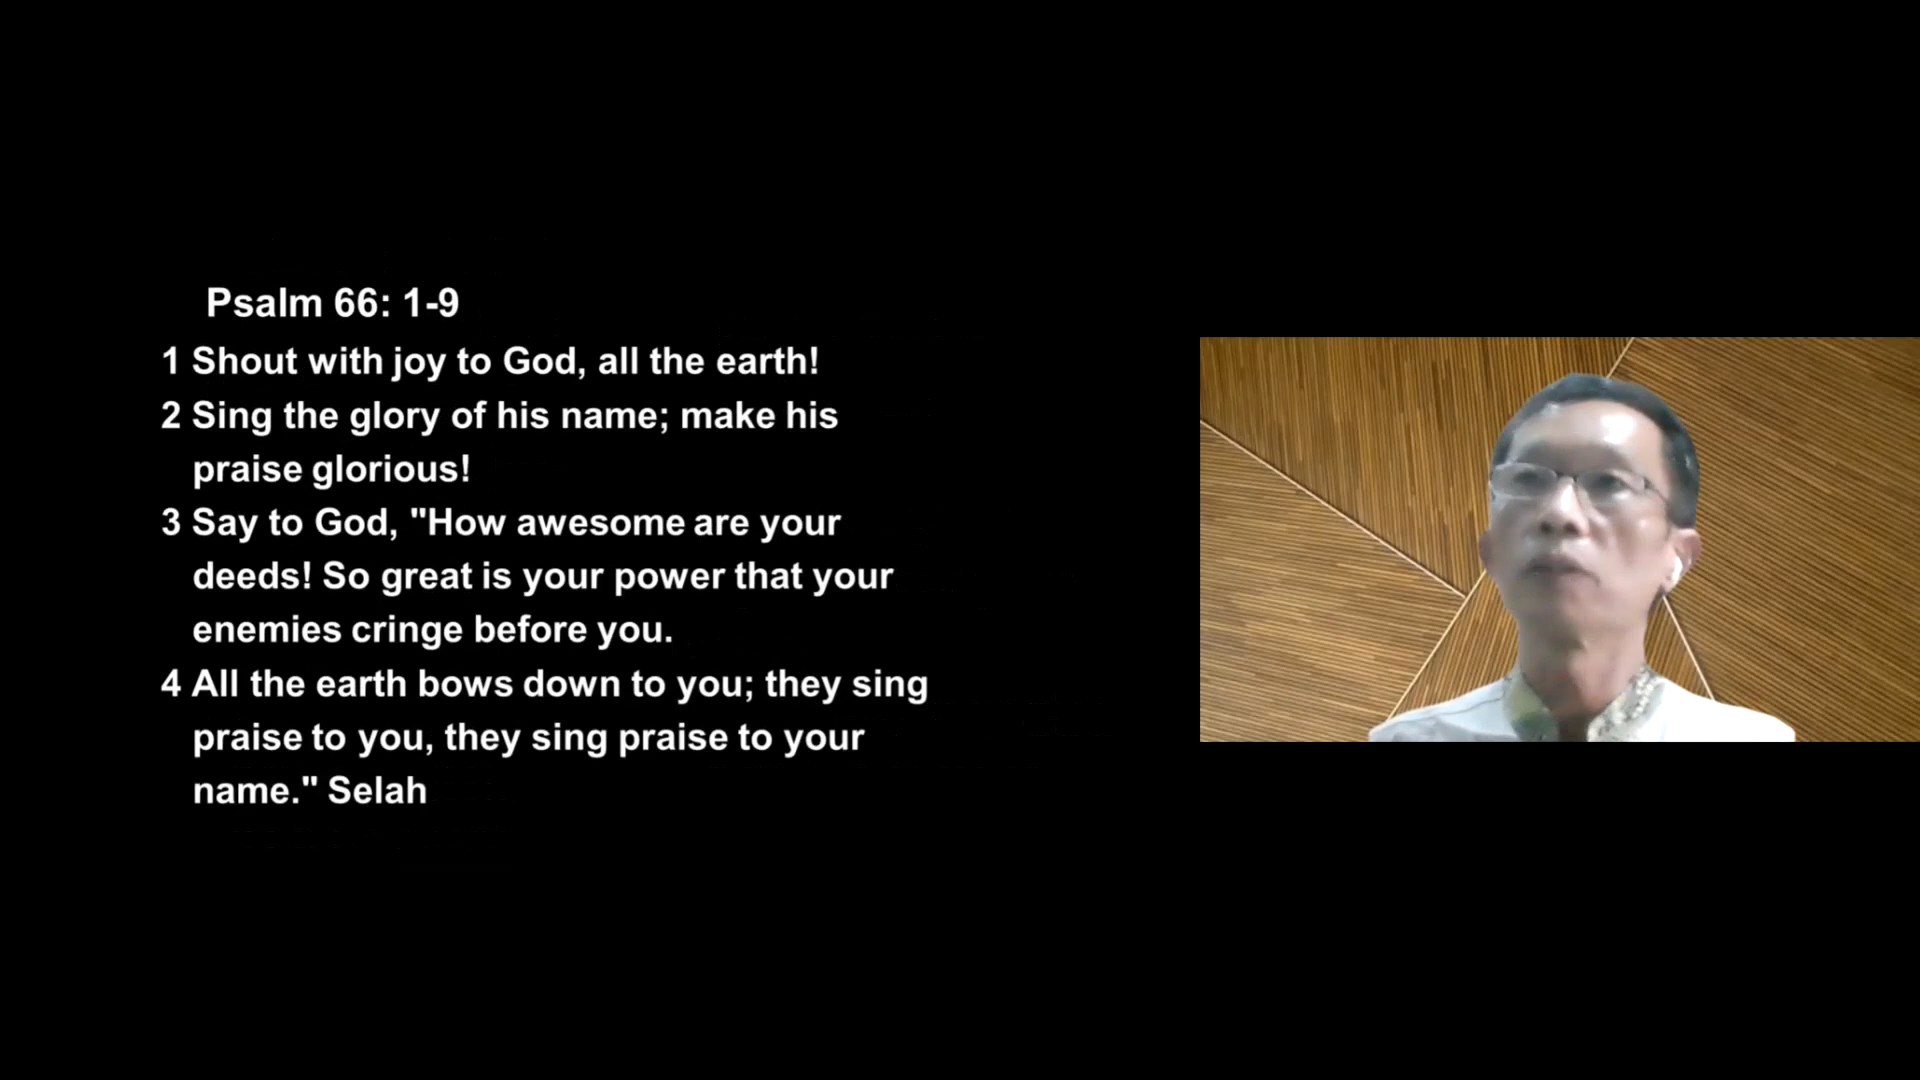 Psalm 66: 1-9
1 Shout with joy to God, all the earth!
2 Sing the glory of his name; make his
praise glorious!
3 Say to God, "How awesome are your
deeds! So great is your power that your
enemies cringe before you.
4 All the earth bows down to you; they sing
praise to you, they sing praise to your
name." Selah